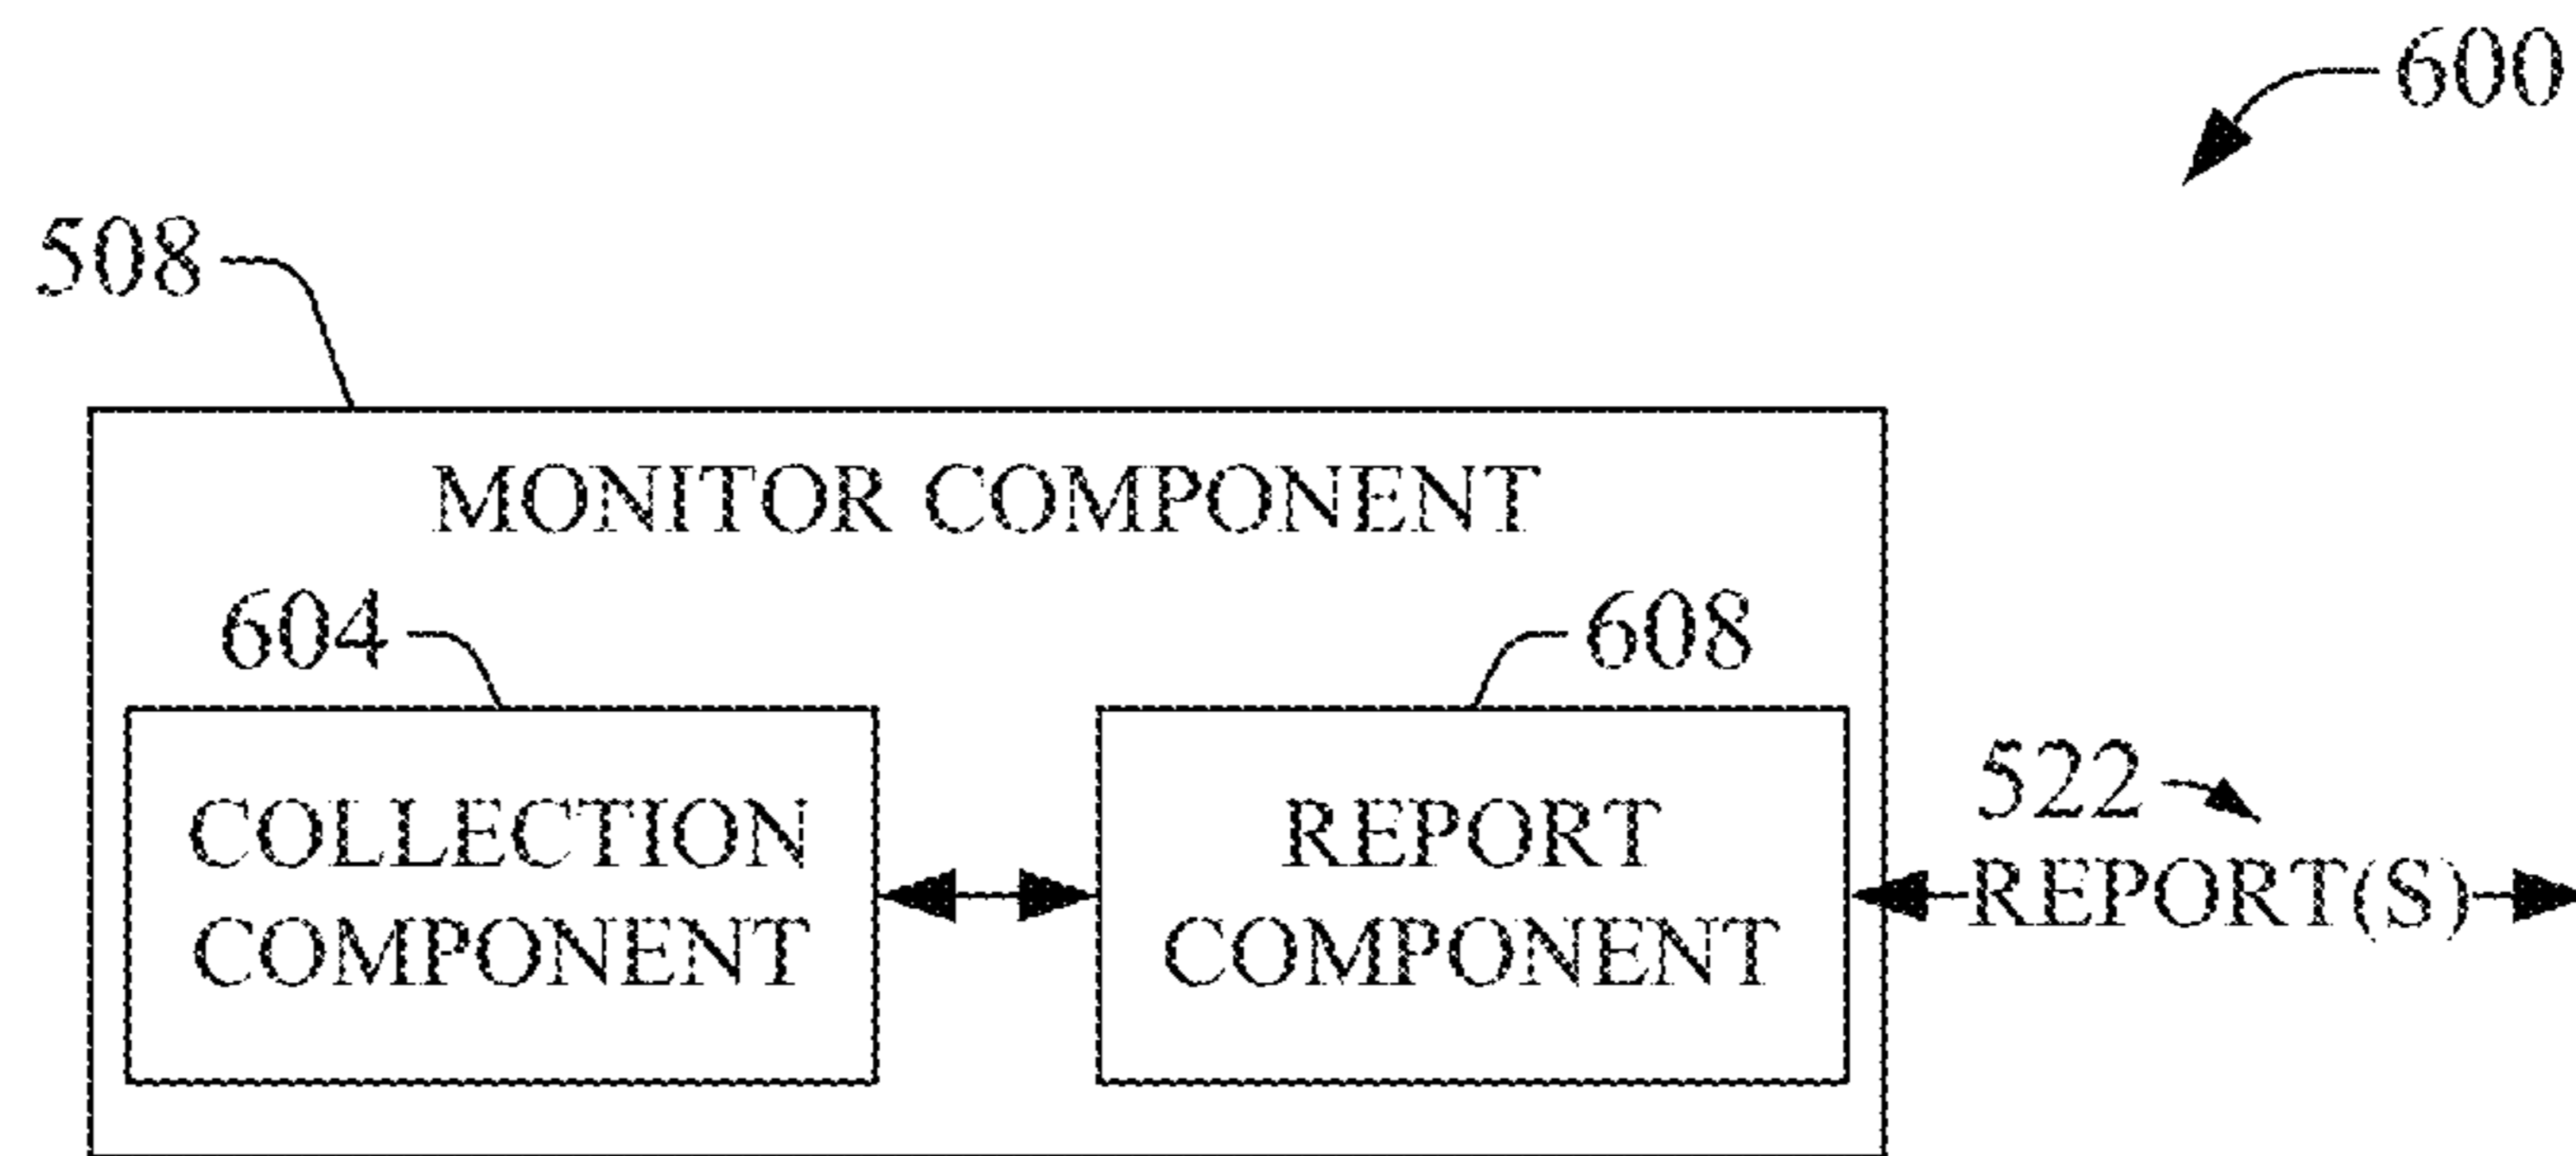 600
508
MONITOR COMPONENT
604
608
COLLECTION
COMPONENT
REPORT
COMPONENT
522
REPORT(S)